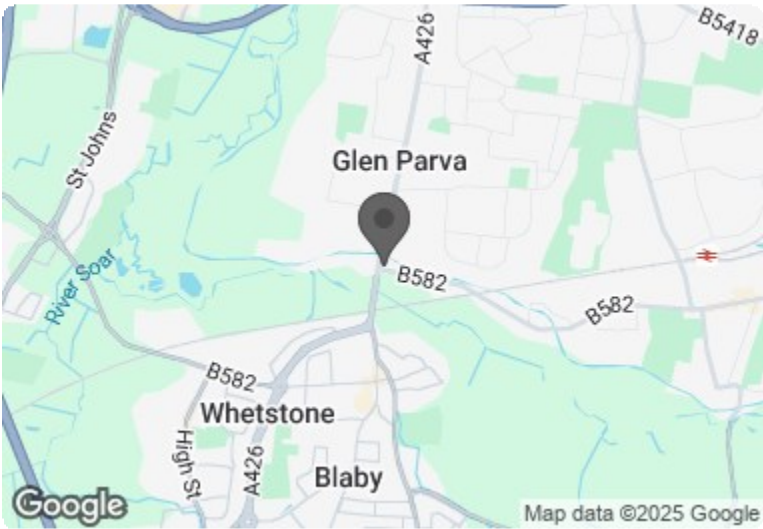 B5418
A426
St Johns
Glen Parva
River Soar
B582
B582
B582
Whetstone
High St
A426
Blaby
Google
Map data ©2025 Google